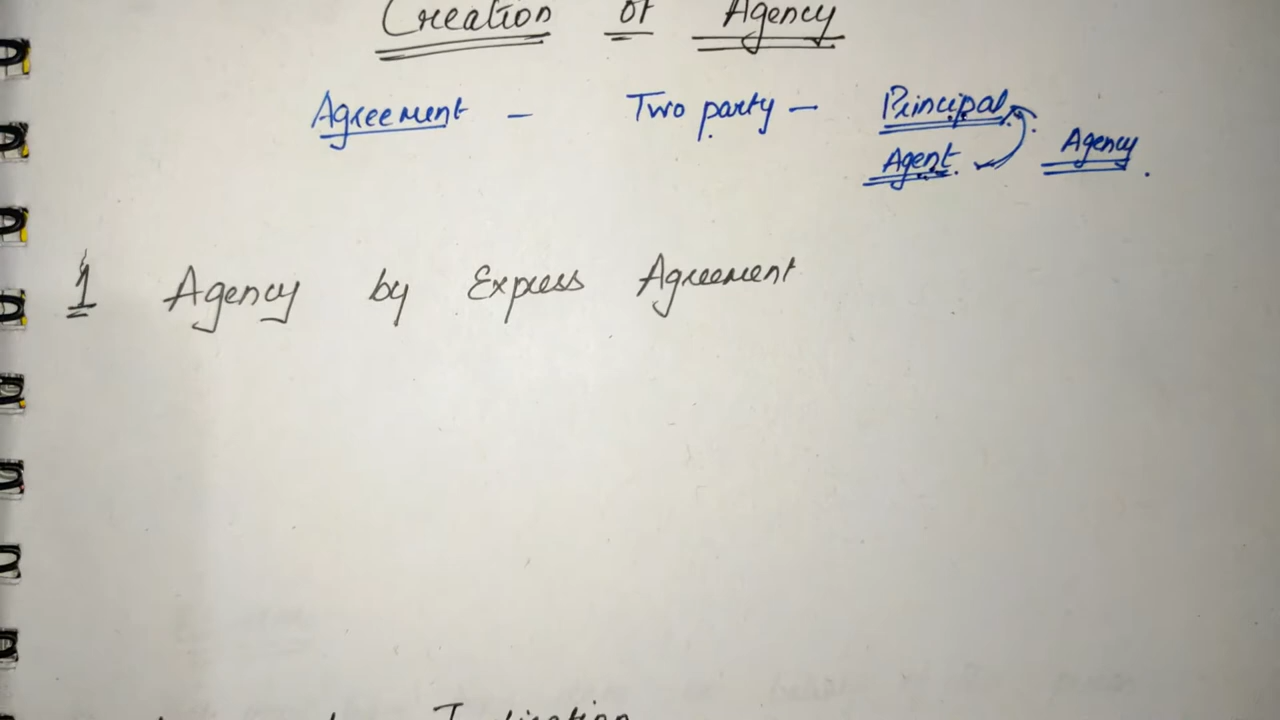 Creation of Agency
Agreement - Two party - Principal
Agent. Agency.
1 Agency by Express Agreement